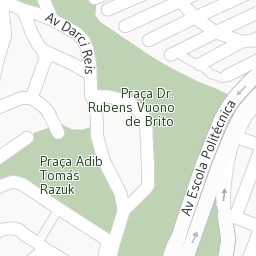 Av Darci Reis
Praça Dr.
Rubens Vuono
de Brito
Av Escola Politécnica
Praça Adib
Tomás
Razuk